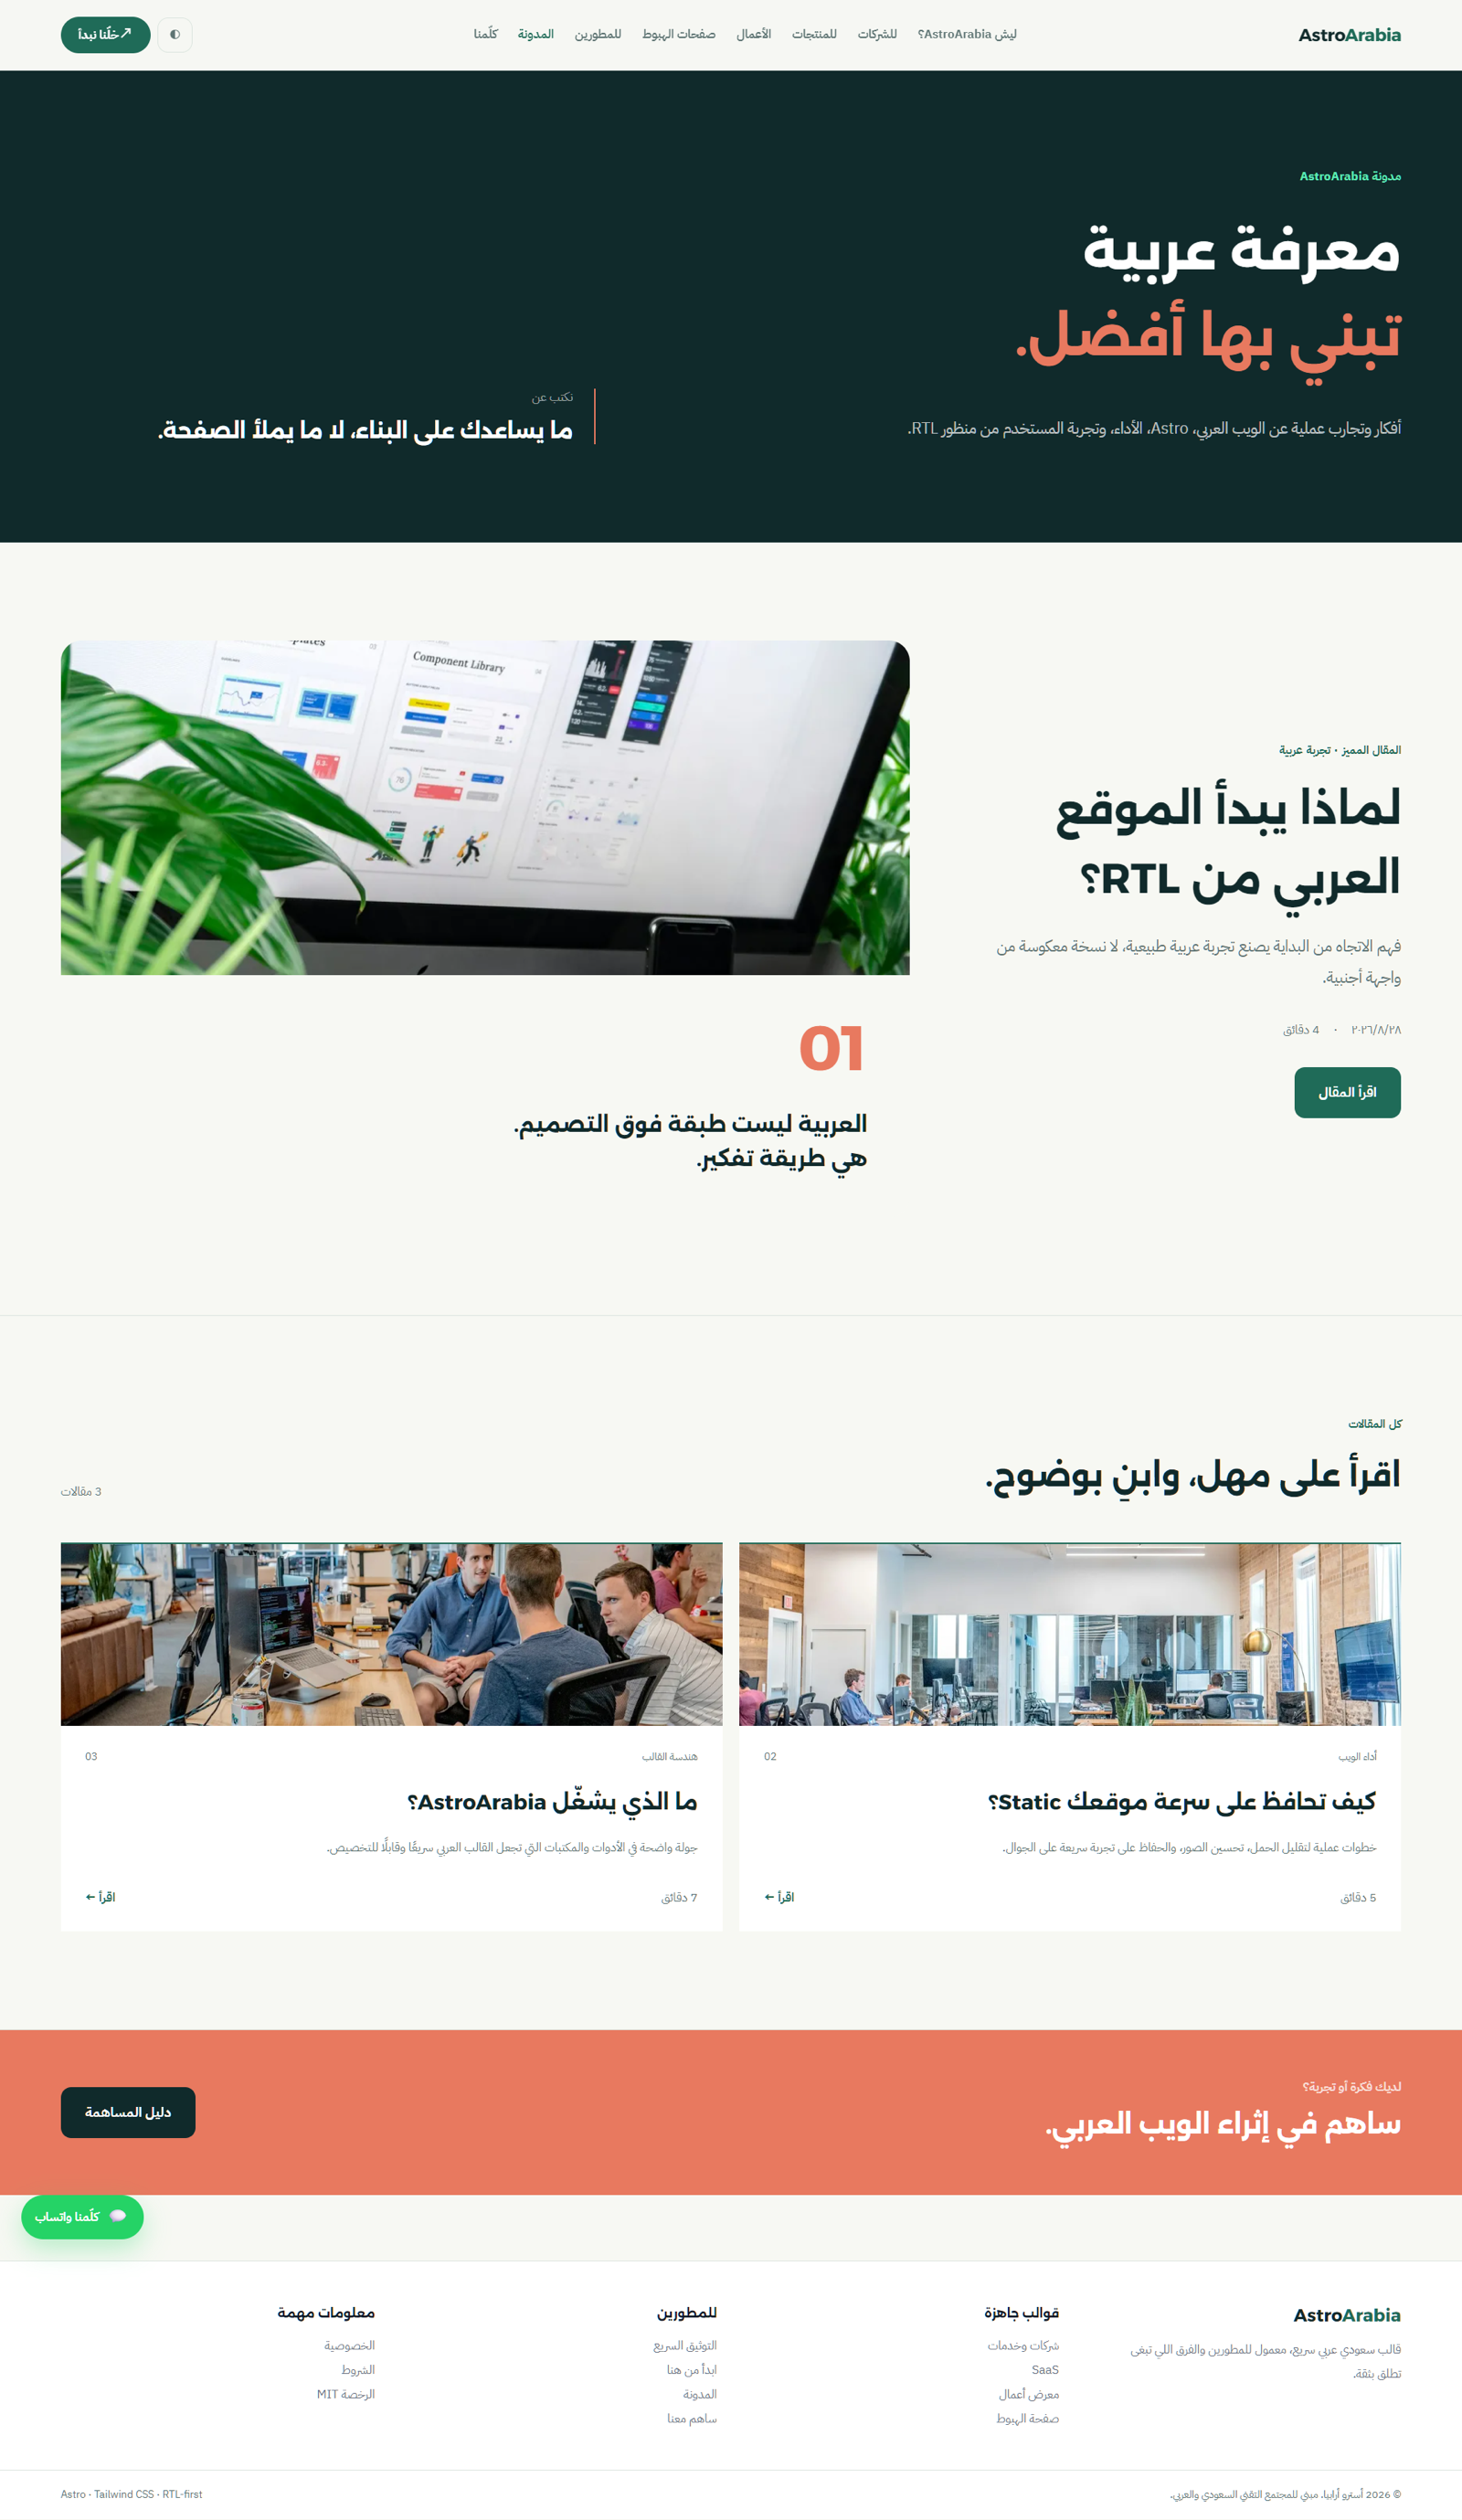 AstroArabia
ليش AstroArabia؟
للشركات
للمنتجات
الأعمال
صفحات الهبوط
للمطورين
المدونة
كلّمنا
خلّنا نبدأ ↗
مدونة AstroArabia
معرفة عربية
تبني بها أفضل.
أفكار وتجارب عملية عن الويب العربي، Astro، الأداء، وتجربة المستخدم من منظور RTL.
نكتب عن
ما يساعدك على البناء، لا ما يملأ الصفحة.
المقال المميز · تجربة عربية
لماذا يبدأ الموقع
العربي من RTL؟
فهم الاتجاه من البداية يصنع تجربة عربية طبيعية، لا نسخة معكوسة من
واجهة أجنبية.
٢٠٢٦/٨/٢٨ · 4 دقائق
اقرأ المقال
Component Library
01
العربية ليست طبقة فوق التصميم.
هي طريقة تفكير.
كل المقالات
اقرأ على مهل، وابنِ بوضوح.
3 مقالات
أداء الويب
02
كيف تحافظ على سرعة موقعك Static؟
خطوات عملية لتقليل الحمل، تحسين الصور، والحفاظ على تجربة سريعة على الجوال.
5 دقائق
اقرأ ←
هندسة القالب
03
ما الذي يشغّل AstroArabia؟
جولة واضحة في الأدوات والمكتبات التي تجعل القالب العربي سريعًا وقابلًا للتخصيص.
7 دقائق
اقرأ ←
لديك فكرة أو تجربة؟
ساهم في إثراء الويب العربي.
دليل المساهمة
كلّمنا واتساب
AstroArabia
قالب سعودي عربي سريع، معمول للمطورين والفرق اللي تبغى
تطلق بثقة.
قوالب جاهزة
شركات وخدمات
SaaS
معرض أعمال
صفحة الهبوط
للمطورين
التوثيق السريع
ابدأ من هنا
المدونة
ساهم معنا
معلومات مهمة
الخصوصية
الشروط
الرخصة MIT
© 2026 أسترو أرابيا. مبني للمجتمع التقني السعودي والعربي.
Astro · Tailwind CSS · RTL-first